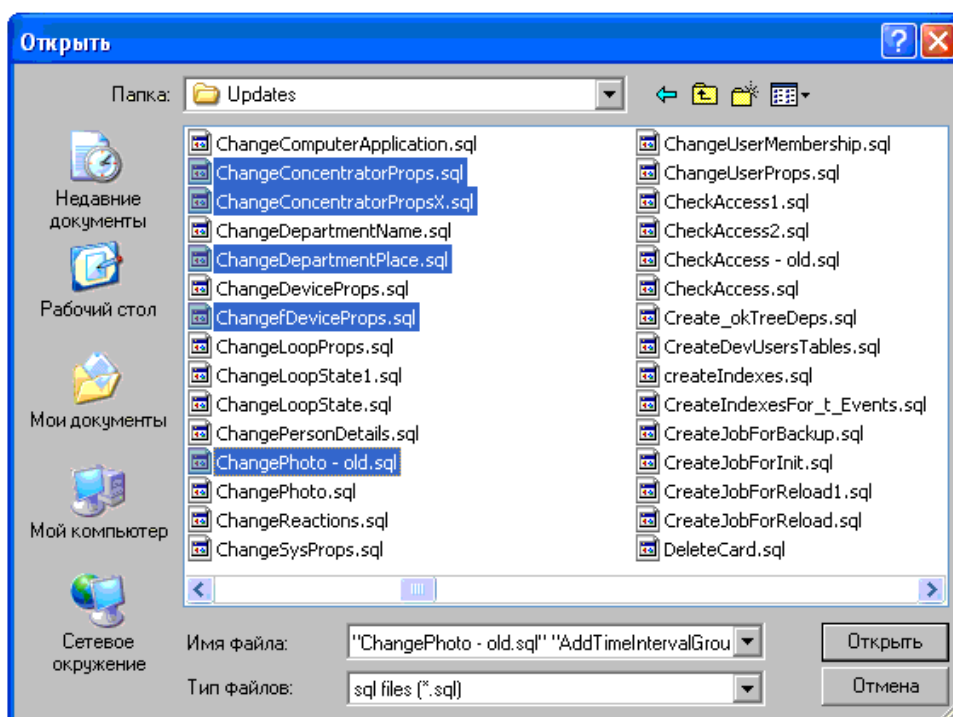 Открыть
Папка: Updates
Недавние документы
Рабочий стол
Мои документы
Мой компьютер
Сетевое окружение
ChangeComputerApplication.sql
ChangeConcentratorProps.sql
ChangeConcentratorPropsX.sql
ChangeDepartmentName.sql
ChangeDepartmentPlace.sql
ChangeDeviceProps.sql
ChangefDeviceProps.sql
ChangeLoopProps.sql
ChangeLoopState1.sql
ChangeLoopState.sql
ChangePersonDetails.sql
ChangePhoto - old.sql
ChangePhoto.sql
ChangeReactions.sql
ChangeSysProps.sql
ChangeUserMembership.sql
ChangeUserProps.sql
CheckAccess1.sql
CheckAccess2.sql
CheckAccess - old.sql
CheckAccess.sql
Create_okTreeDeps.sql
CreateDevUsersTables.sql
createIndexes.sql
CreateIndexesFor_t_Events.sql
CreateJobForBackup.sql
CreateJobForInit.sql
CreateJobForReload1.sql
CreateJobForReload.sql
DeleteCard.sql
Имя файла: "ChangePhoto - old.sql" "AddTimeIntervalGrou
Открыть
Тип файлов: sql files (*.sql)
Отмена